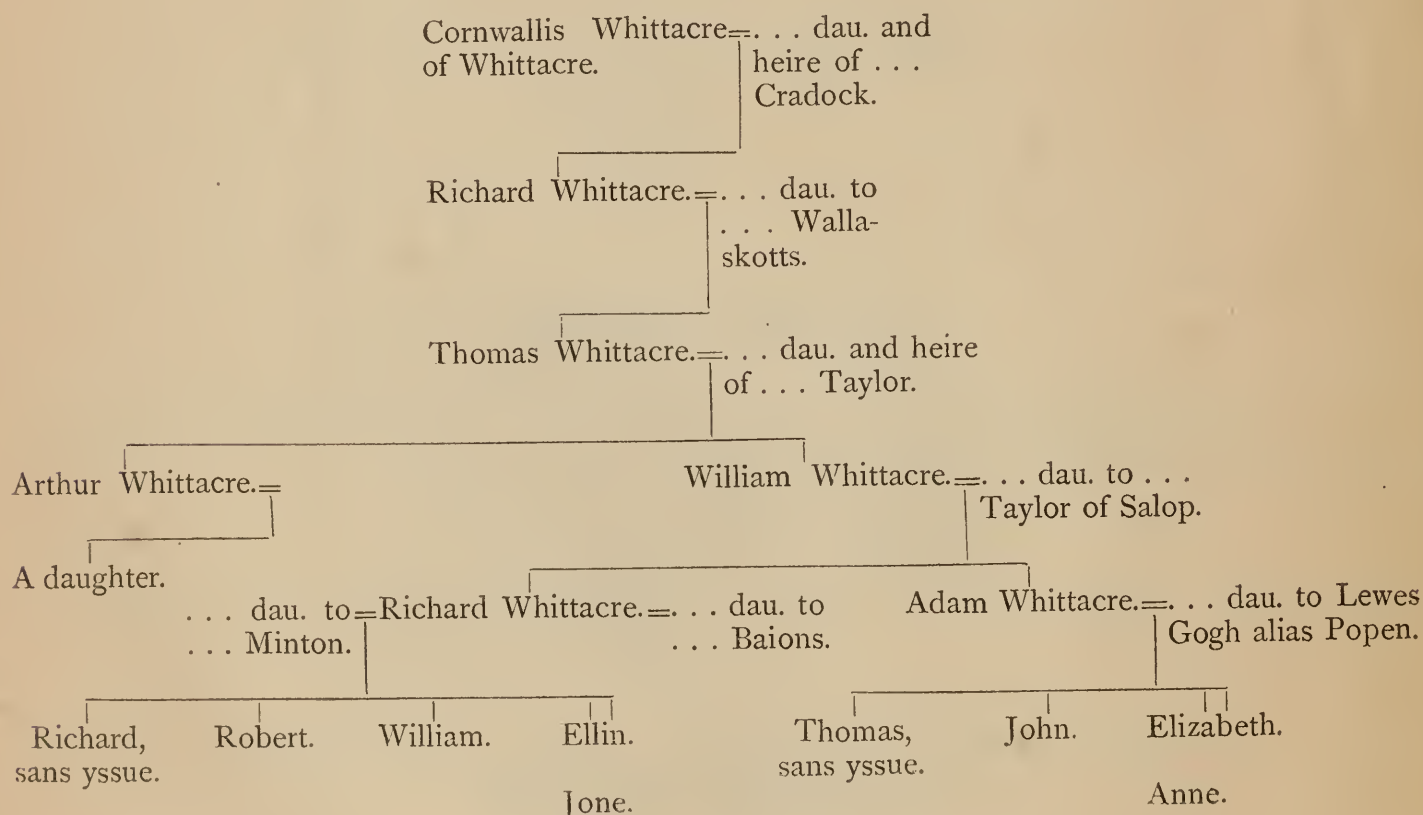 Cornwallis Whittacre=. . . dau. and
of Whittacre. heire of . . .
Cradock.
Richard Whittacre.=. . . dau. to
. . . Walla-
skotts.
Thomas Whittacre.=. . . dau. and heire
of . . . Taylor.
Arthur Whittacre.= William Whittacre.=. . . dau. to . . .
Taylor of Salop.
A daughter.
. . . dau. to=Richard Whittacre.=. . . dau. to Adam Whittacre.=. . . dau. to Lewes
. . . Minton. . . . Baions. Gogh alias Popen.
Richard, Robert. William. Ellin. Thomas, John. Elizabeth.
sans yssue. sans yssue.
Jone. Anne.